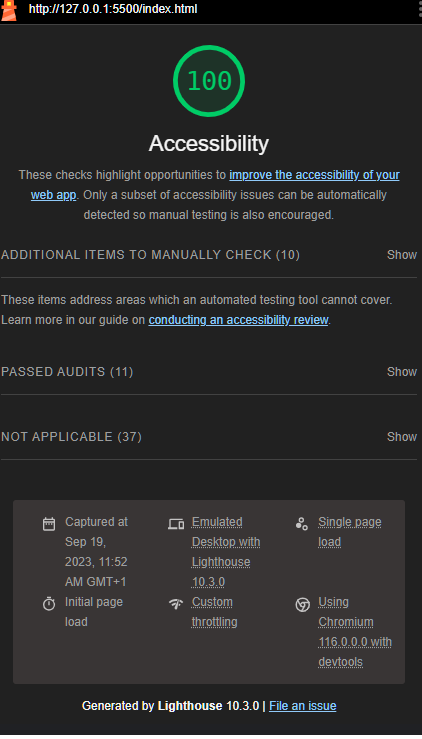 http://127.0.0.1:5500/index.html
100
Accessibility
These checks highlight opportunities to improve the accessibility of your
web app. Only a subset of accessibility issues can be automatically
detected so manual testing is also encouraged.
ADDITIONAL ITEMS TO MANUALLY CHECK (10) Show
These items address areas which an automated testing tool cannot cover.
Learn more in our guide on conducting an accessibility review.
PASSED AUDITS (11) Show
NOT APPLICABLE (37) Show
Captured at
Sep 19,
2023, 11:52
AM GMT+1
Emulated
Desktop with
Lighthouse
10.3.0
Single page
load
Initial page
load
Custom
throttling
Using
Chromium
116.0.0.0 with
devtools
Generated by Lighthouse 10.3.0 | File an issue